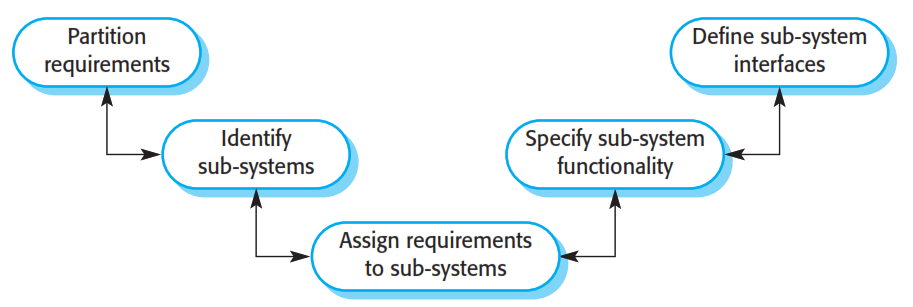 Partition
requirements
Identify
sub-systems
Assign requirements
to sub-systems
Specify sub-system
functionality
Define sub-system
interfaces